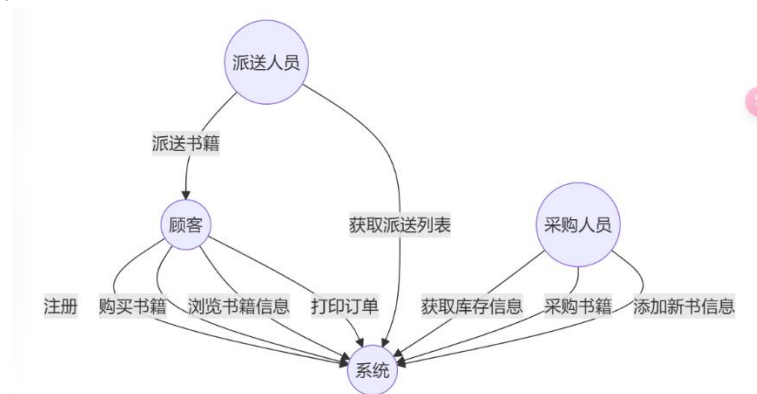 派送人员
派送书籍
顾客
获取派送列表
采购人员
注册
购买书籍
浏览书籍信息
打印订单
获取库存信息
采购书籍
添加新书信息
系统